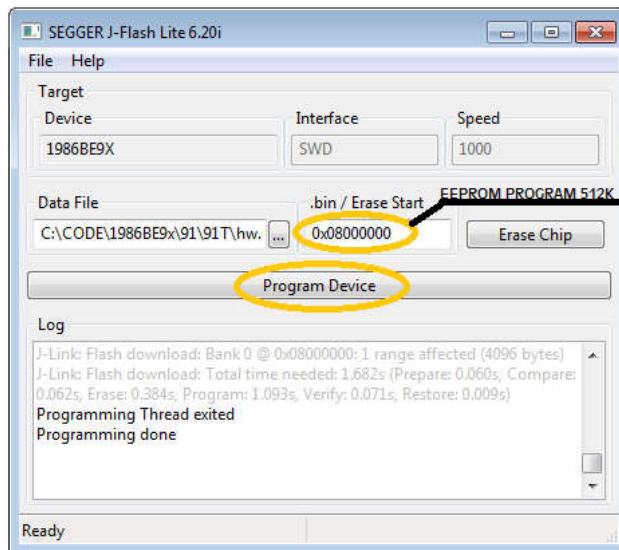 SEGGER J-Flash Lite 6.20i
File Help
Target
Device
Interface
Speed
1986BE9X
SWD
1000
Data File
.bin / Erase Start
EEPROM PROGRAM 512K
C:\CODE\1986BE9x\91\91T\hw.
...
0x08000000
Erase Chip
Program Device
Log
J-Link: Flash download: Bank 0 @ 0x08000000: 1 range affected (4096 bytes)
J-Link: Flash download: Total time needed: 1.682s (Prepare: 0.060s, Compare:
0.062s, Erase: 0.384s, Program: 1.093s, Verify: 0.071s, Restore: 0.009s)
Programming Thread exited
Programming done
Ready